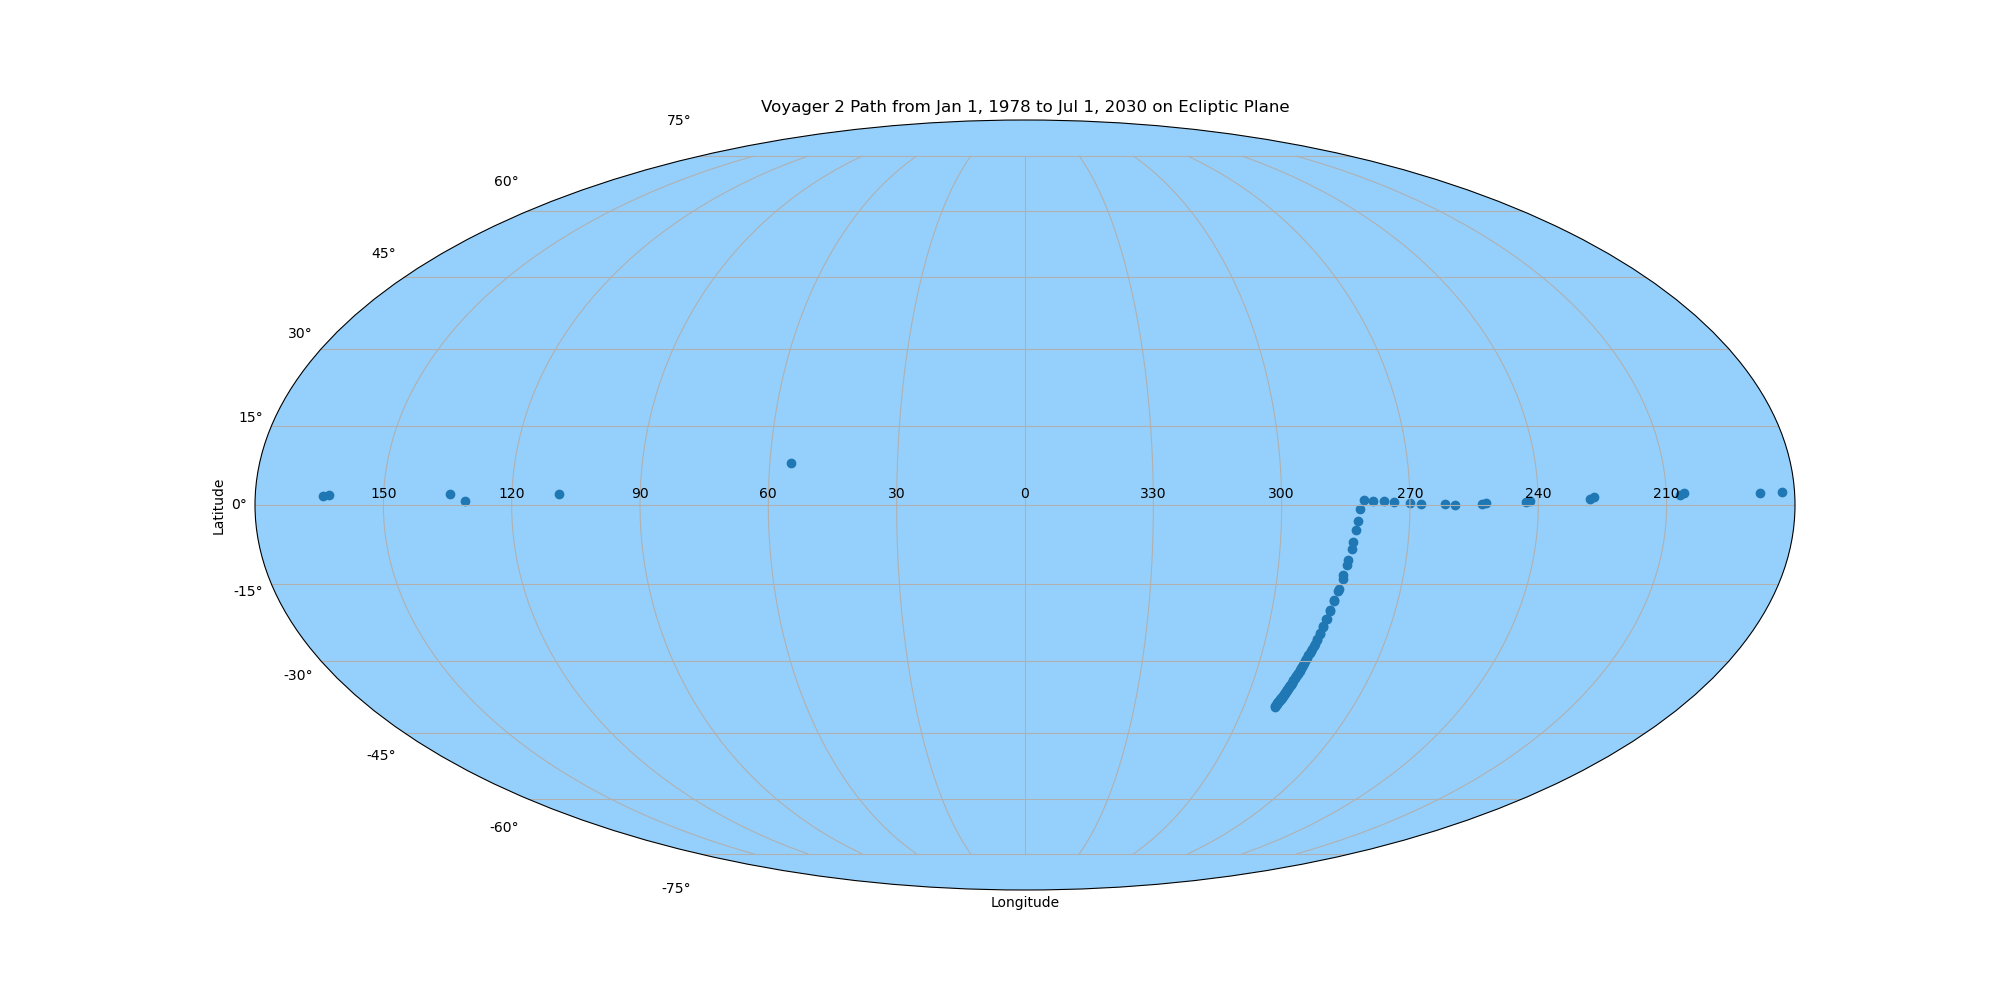 Voyager 2 Path from Jan 1, 1978 to Jul 1, 2030 on Ecliptic Plane
75°
60°
45°
30°
15°
150 120 90 60 30 0 330 300 270 240 210
0°
Latitude
-15°
-30°
-45°
-60°
-75°
Longitude